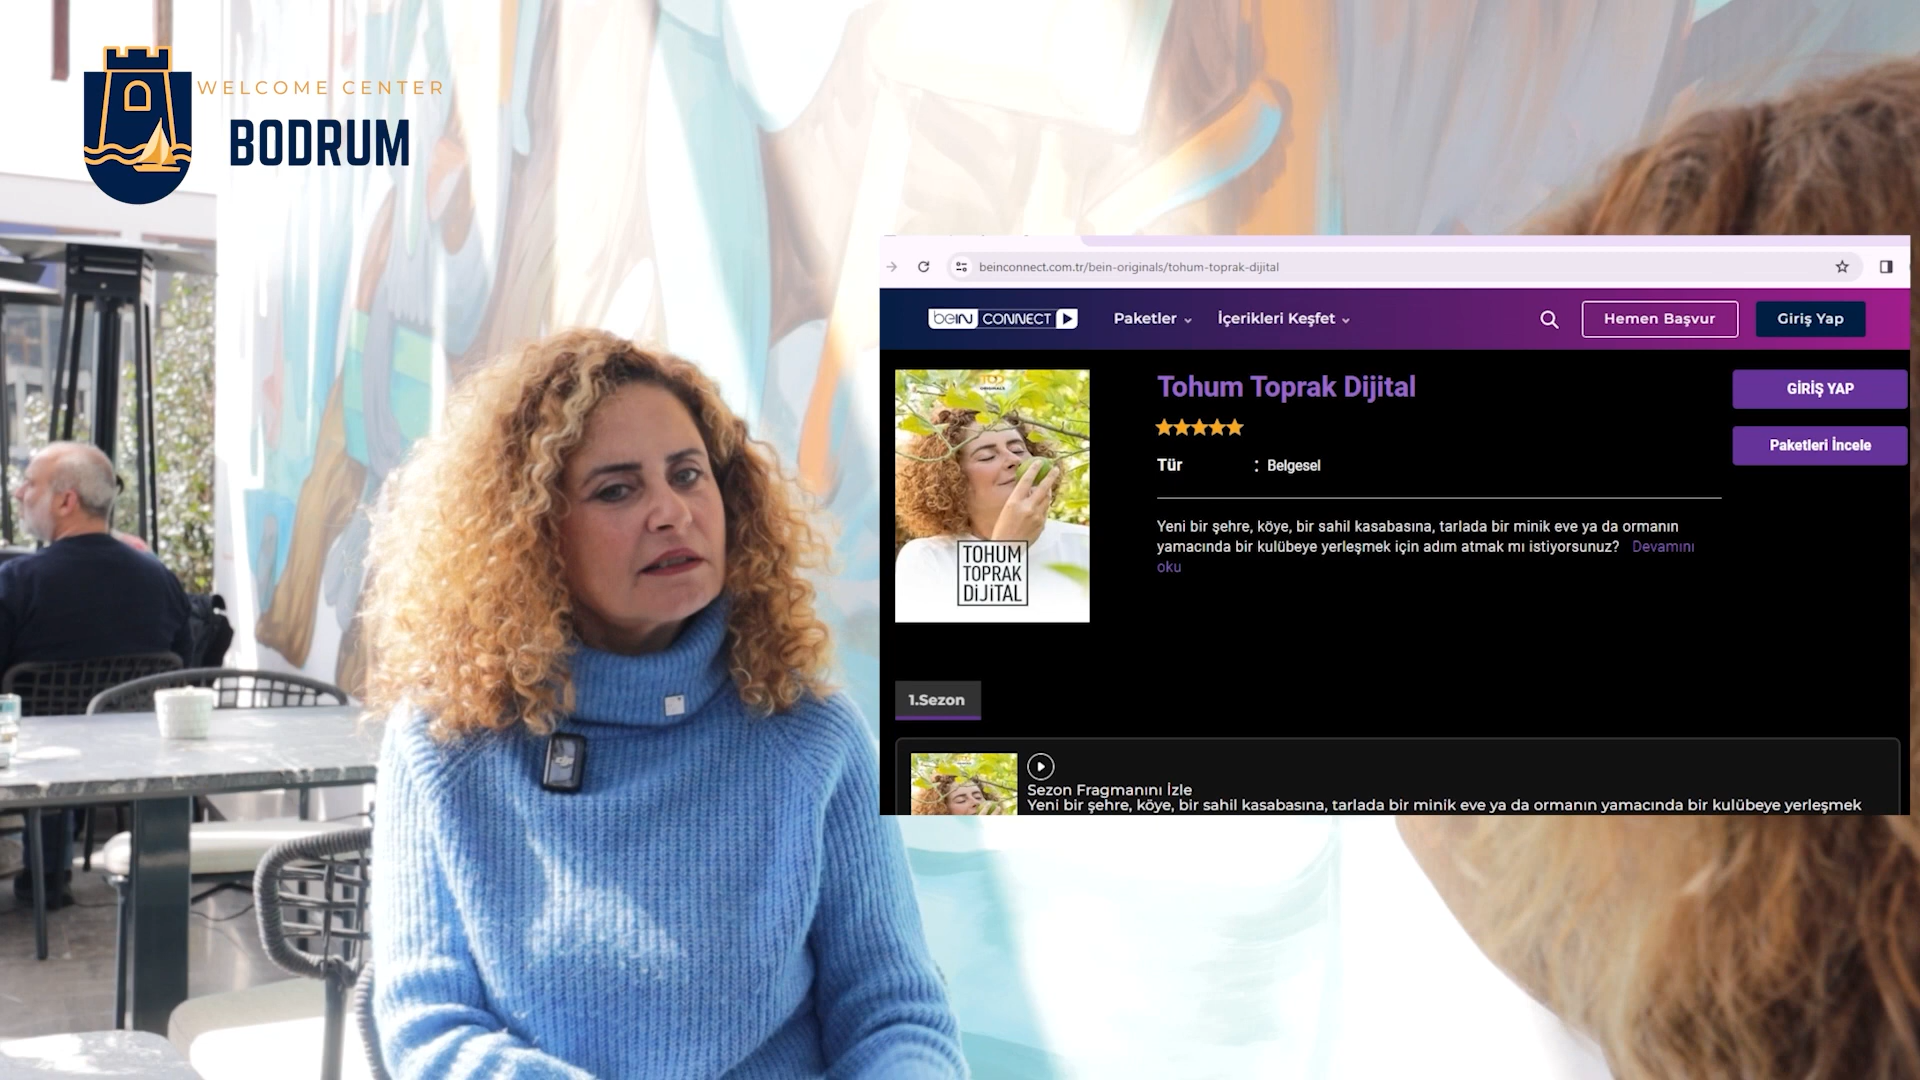 WELCOME CENTER
BODRUM
beinconnect.com.tr/bein-originals/tohum-toprak-dijital
beIN CONNECT
Paketler
İçerikleri Keşfet
Hemen Başvur
Giriş Yap
TOHUM
TOPRAK
DİJİTAL
Tohum Toprak Dijital
Tür : Belgesel
Yeni bir şehre, köye, bir sahil kasabasına, tarlada bir minik eve ya da ormanın
yamacında bir kulübeye yerleşmek için adım atmak mı istiyorsunuz? Devamını
oku
GİRİŞ YAP
Paketleri İncele
1.Sezon
Sezon Fragmanını İzle
Yeni bir şehre, köye, bir sahil kasabasına, tarlada bir minik eve ya da ormanın yamacında bir kulübeye yerleşmek